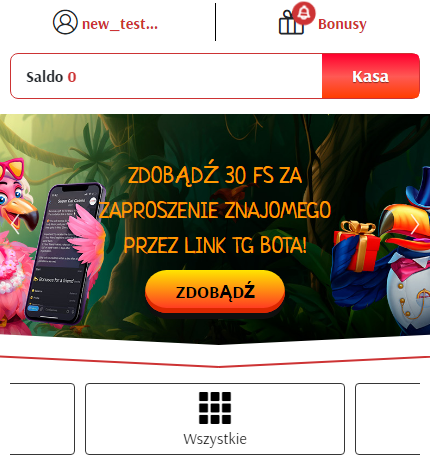 new_test...
Bonusy
Saldo 0
Kasa
ZDOBĄDŹ 30 FS ZA
ZAPROSZENIE ZNAJOMEGO
PRZEZ LINK TG BOTA!
ZDOBĄDŹ
Wszystkie